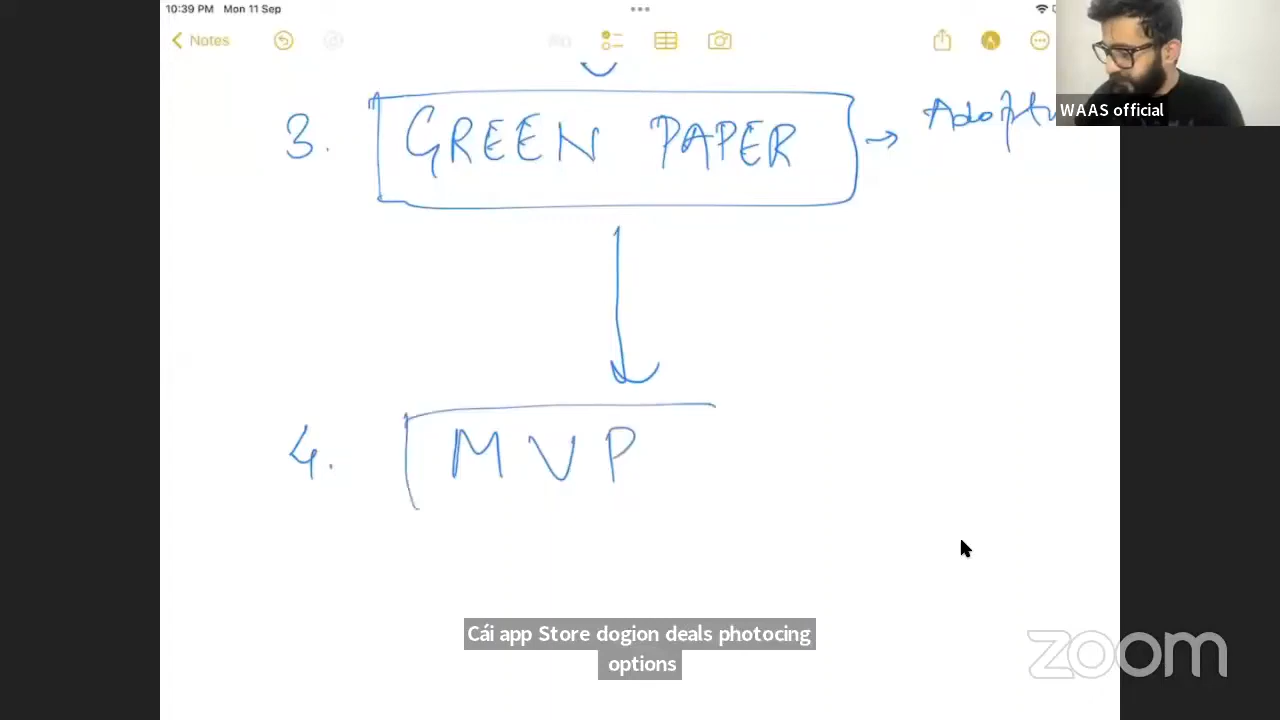 10:39 PM Mon 11 Sep
Notes
WAAS official
3. GREEN PAPER →
4. MVP
Cái app Store dogion deals photocing
options
zoom